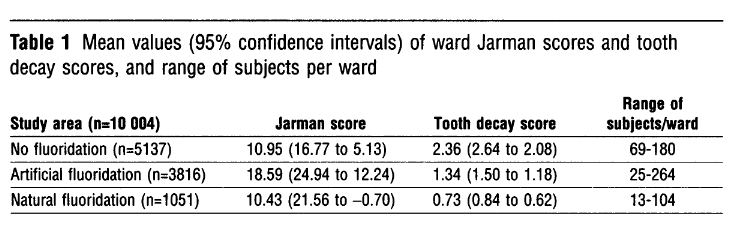 Table 1 Mean values (95% confidence intervals) of ward Jarman scores and tooth
decay scores, and range of subjects per ward
Range of
Study area (n=10 004) Jarman score Tooth decay score subjects/ward
No fluoridation (n=5137) 10.95 (16.77 to 5.13) 2.36 (2.64 to 2.08) 69-180
Artificial fluoridation (n=3816) 18.59 (24.94 to 12.24) 1.34 (1.50 to 1.18) 25-264
Natural fluoridation (n=1051) 10.43 (21.56 to –0.70) 0.73 (0.84 to 0.62) 13-104